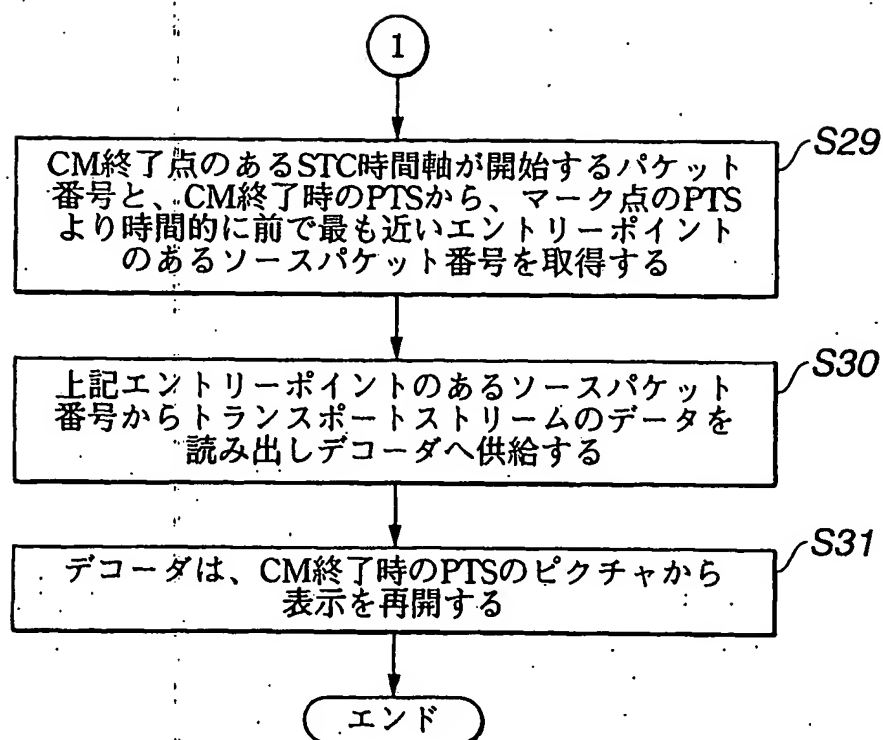 1
CM終了点のあるSTC時間軸が開始するパケット
番号と、CM終了時のPTSから、マーク点のPTS
より時間的に前で最も近いエントリーポイント
のあるソースパケット番号を取得する
S29
上記エントリーポイントのあるソースパケット
番号からトランスポートストリームのデータを
読み出しデコーダへ供給する
S30
デコーダは、CM終了時のPTSのピクチャから
表示を再開する
S31
エンド